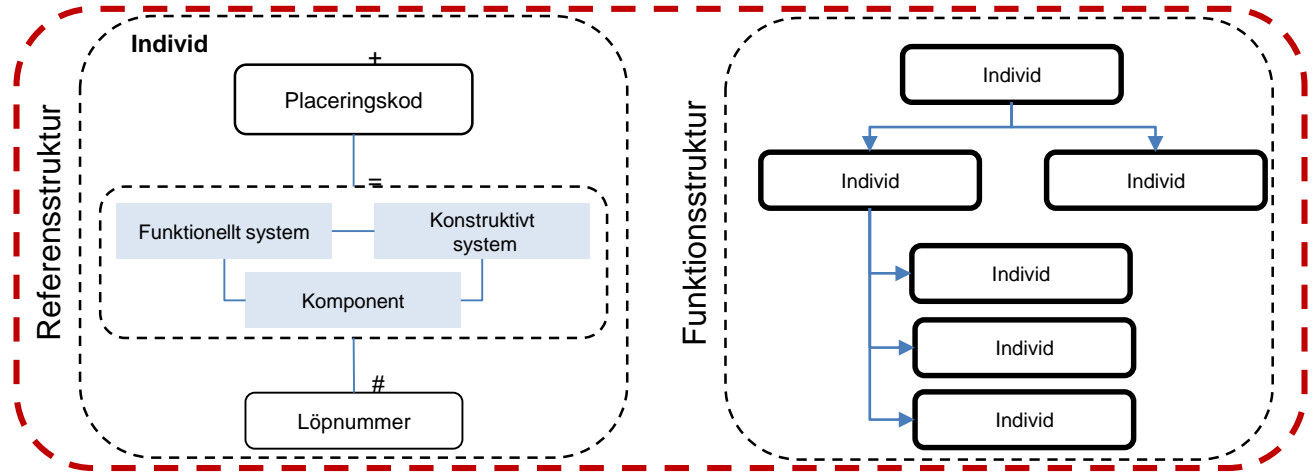 Referensstruktur
Individ
+
Placeringskod
=
Funktionellt system
Konstruktivt
system
Komponent
#
Löpnummer
Funktionsstruktur
Individ
Individ
Individ
Individ
Individ
Individ